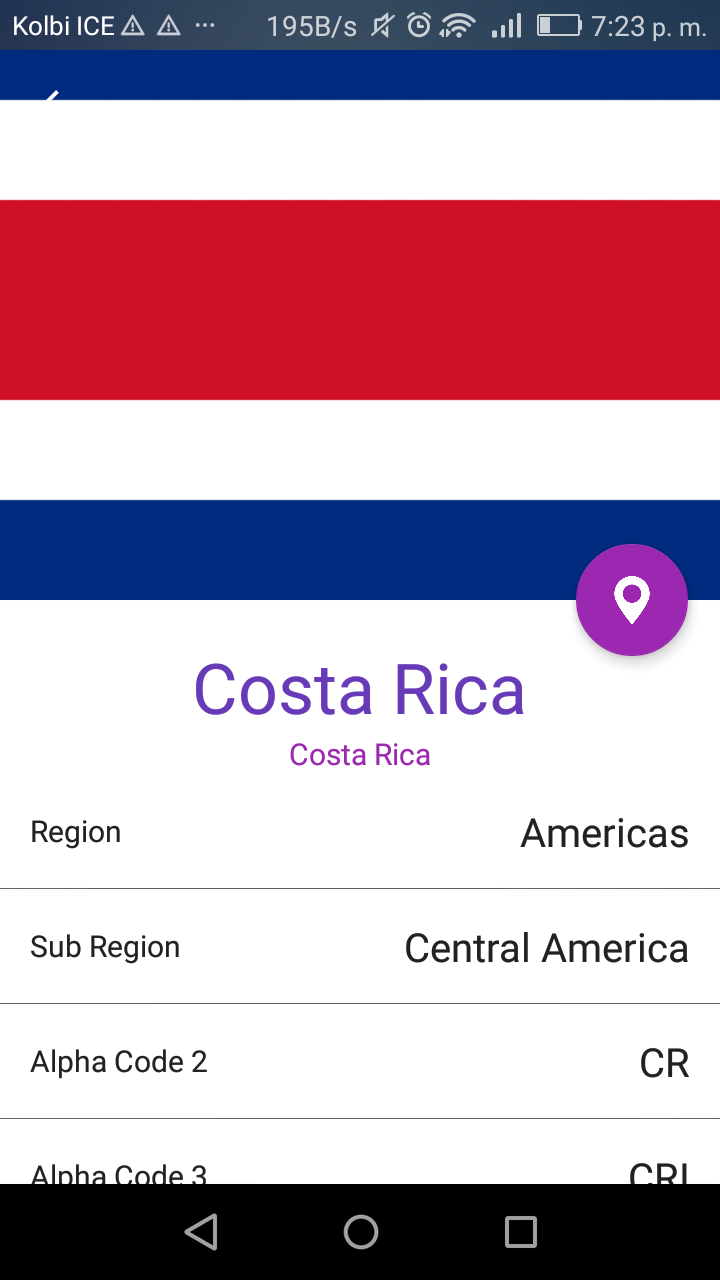 Kolbi ICE ... 195B/s 7:23 p. m.
Costa Rica
Costa Rica
Region Americas
Sub Region Central America
Alpha Code 2 CR
Alpha Code 3 CRI